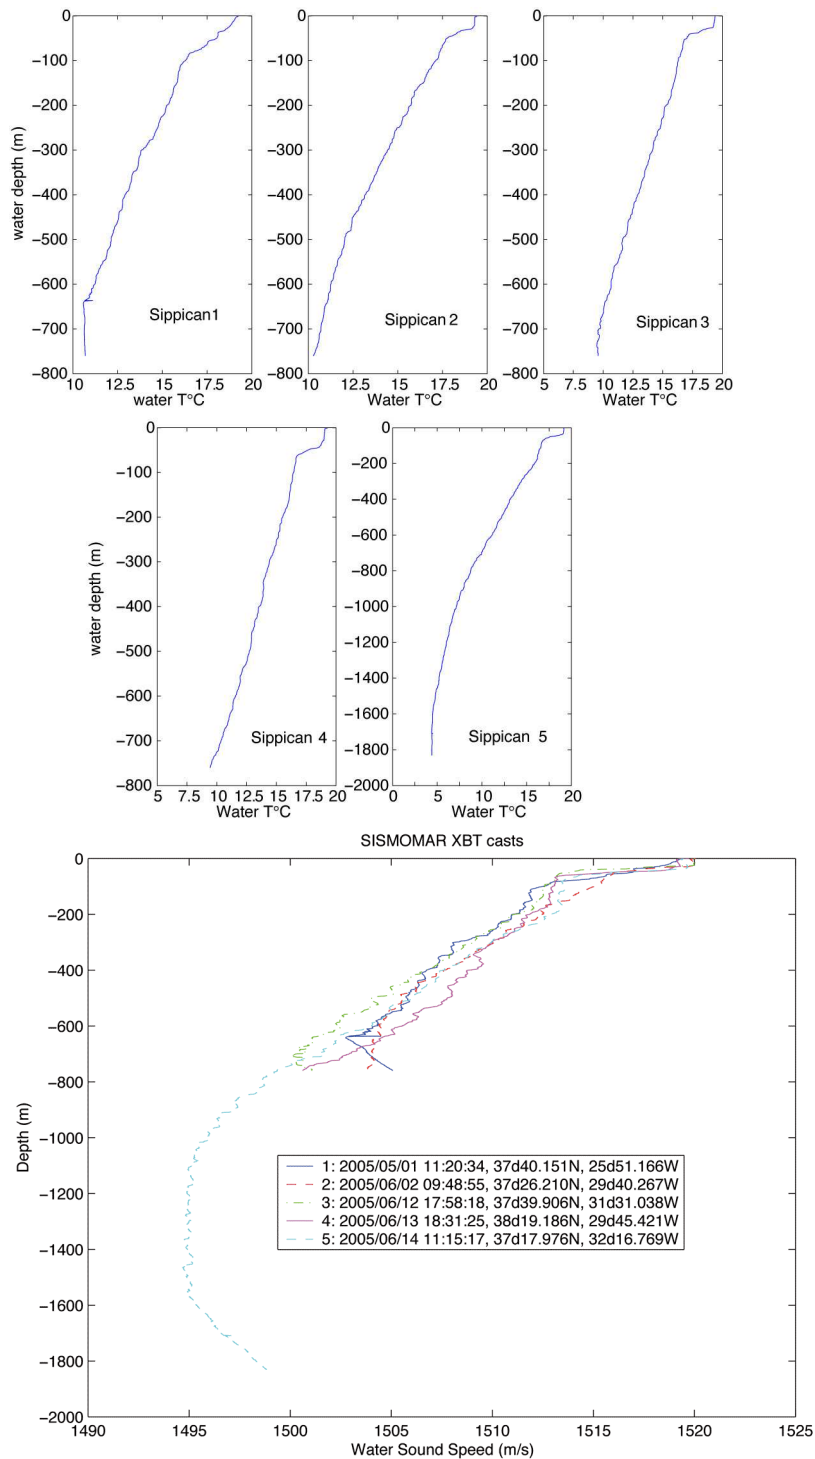 0
−100
−200
−300
−400
−500
−600
−700
−800
water depth (m)
10 12.5 15 17.5 20
water T°C
Sippican1
0
−100
−200
−300
−400
−500
−600
−700
−800
10 12.5 15 17.5 20
Water T°C
Sippican 2
0
−100
−200
−300
−400
−500
−600
−700
−800
5 7.5 10 12.5 15 17.5 20
Water T°C
Sippican 3
0
−100
−200
−300
−400
−500
−600
−700
−800
water depth (m)
5 7.5 10 12.5 15 17.5 20
Water T°C
Sippican 4
0
−200
−400
−600
−800
−1000
−1200
−1400
−1600
−1800
−2000
0 5 10 15 20
Water T°C
Sippican 5
SISMOMAR XBT casts
0
−200
−400
−600
−800
−1000
−1200
−1400
−1600
−1800
−2000
Depth (m)
1: 2005/05/01 11:20:34, 37d40.151N, 25d51.166W
2: 2005/06/02 09:48:55, 37d26.210N, 29d40.267W
3: 2005/06/12 17:58:18, 37d39.906N, 31d31.038W
4: 2005/06/13 18:31:25, 38d19.186N, 29d45.421W
5: 2005/06/14 11:15:17, 37d17.976N, 32d16.769W
1490 1495 1500 1505 1510 1515 1520 1525
Water Sound Speed (m/s)